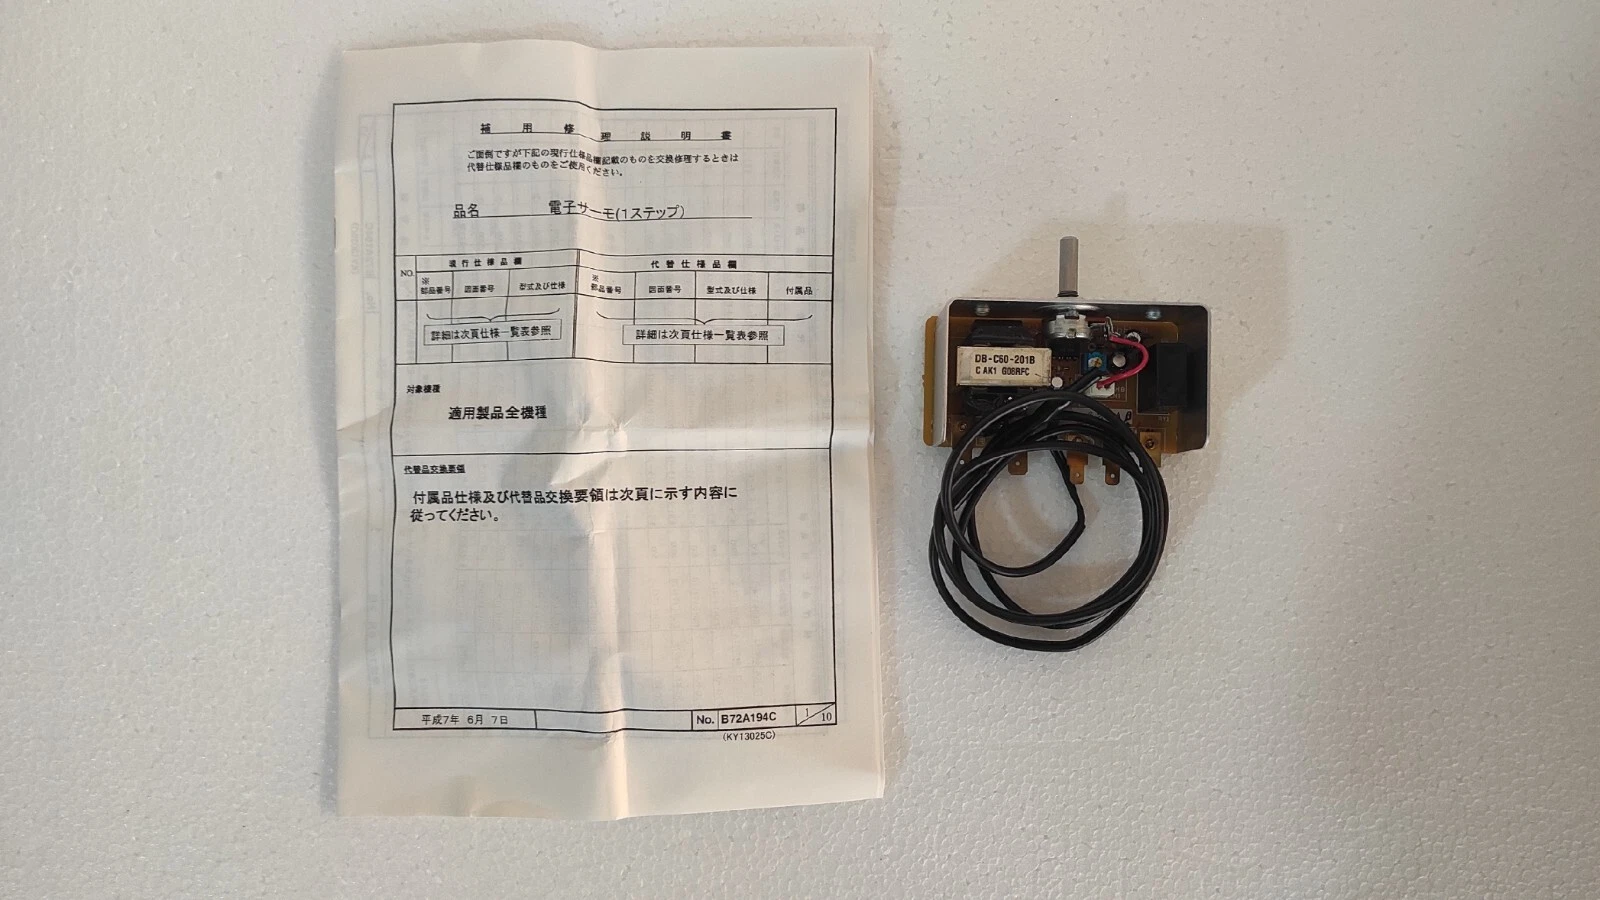 補用修理説明書
ご面倒ですが下記の現行仕様品欄記載のものを交換修理するときは
代替仕様品欄のものをご使用ください。
品名 電子サーモ(1ステップ)
NO. 現行仕様品欄 代替仕様品欄
※部品番号 図面番号 型式及び仕様 ※部品番号 図面番号 型式及び仕様 付属品
詳細は次頁仕様一覧表参照 詳細は次頁仕様一覧表参照
対象機種
適用製品全機種
代替品交換要領
付属品仕様及び代替品交換要領は次頁に示す内容に
従ってください。
平成7年 6月 7日 No. B72A194C 1/10
(KY13025C)
DB-C60-201B
C AK1 G08RFC